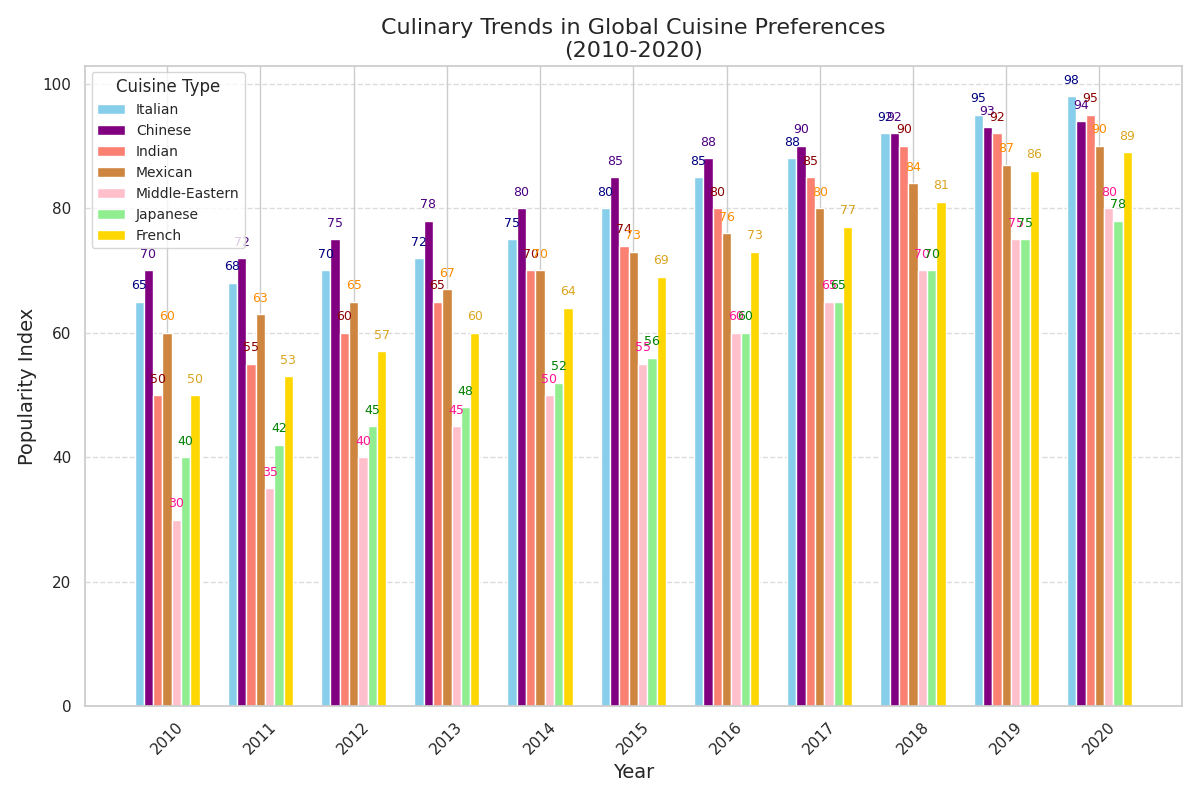 Culinary Trends in Global Cuisine Preferences
(2010-2020)
Cuisine Type
Italian
Chinese
Indian
Mexican
Middle-Eastern
Japanese
French
Popularity Index
100
80
60
40
20
0
65 70 50 60 30 40 50
68 72 55 63 35 42 53
70 75 60 65 40 45 57
72 78 65 67 45 48 60
75 80 70 70 50 52 64
80 85 74 73 55 56 69
85 88 80 76 60 60 73
88 90 85 80 65 65 77
92 92 90 84 70 70 81
95 93 92 87 75 75 86
98 94 95 90 80 78 89
2010 2011 2012 2013 2014 2015 2016 2017 2018 2019 2020
Year